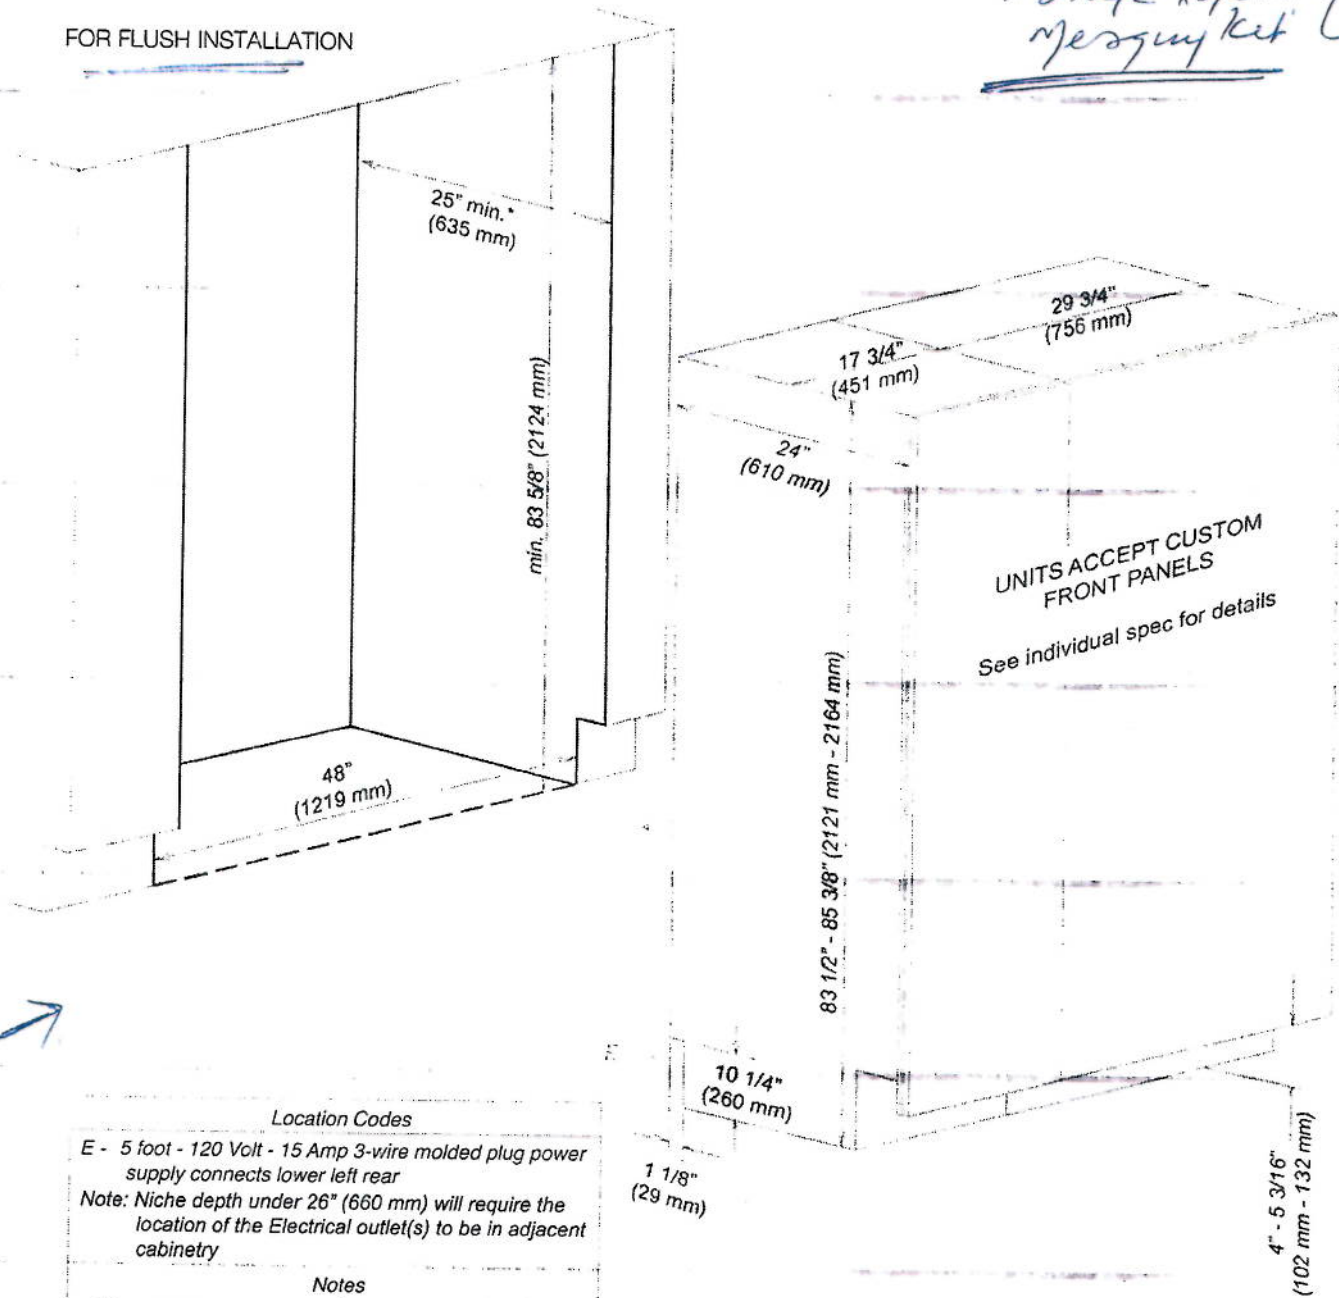 Kit
FOR FLUSH INSTALLATION
25" min.*
(635 mm)
min. 83 5/8" (2124 mm)
48"
(1219 mm)
29 3/4"
(756 mm)
17 3/4"
(451 mm)
24"
(610 mm)
UNITS ACCEPT CUSTOM
FRONT PANELS
See individual spec for details
83 1/2" - 85 3/8" (2121 mm - 2164 mm)
10 1/4"
(260 mm)
1 1/8"
(29 mm)
4" - 5 3/16"
(102 mm - 132 mm)
Location Codes
E - 5 foot - 120 Volt - 15 Amp 3-wire molded plug power
supply connects lower left rear
Note: Niche depth under 26" (660 mm) will require the
location of the Electrical outlet(s) to be in adjacent
cabinetry
Notes